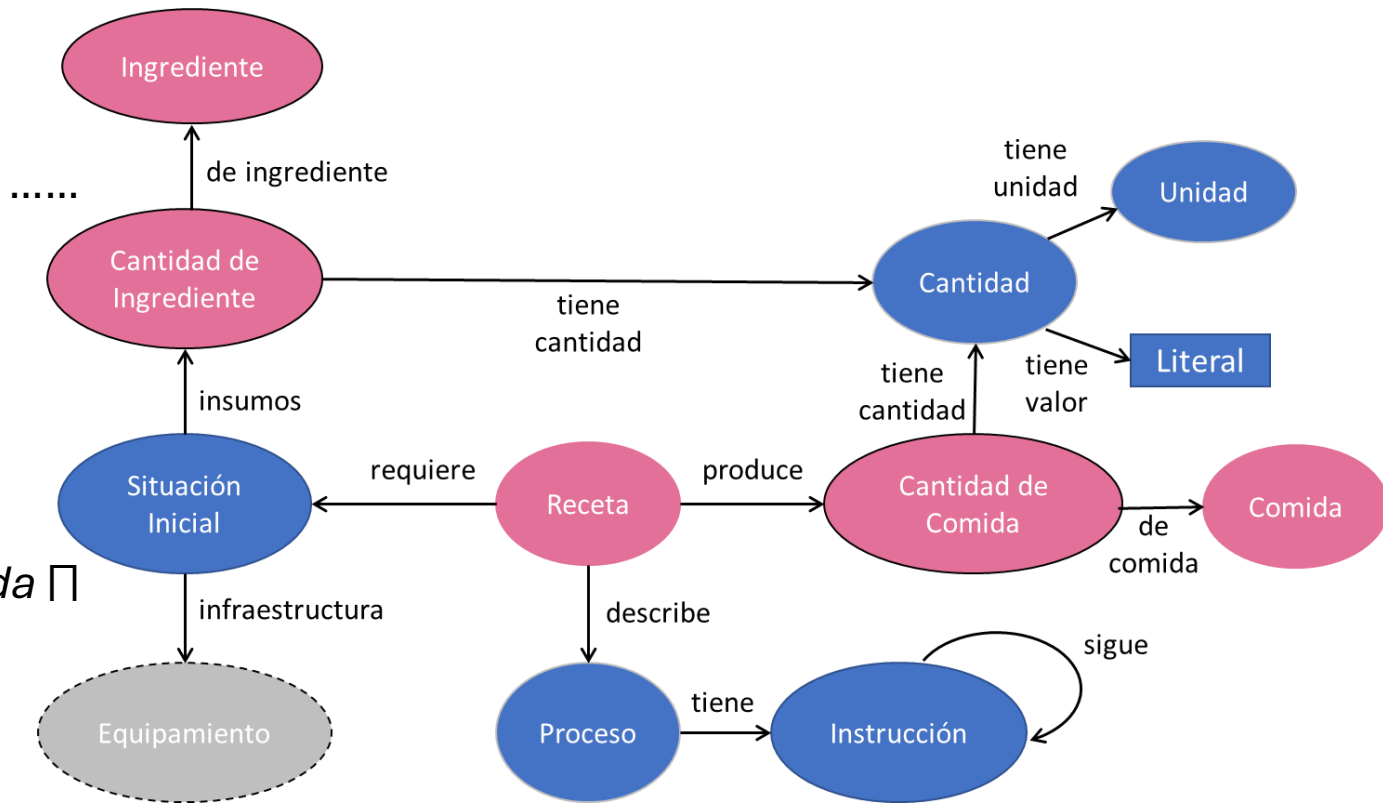 Ingrediente
de ingrediente
......
tiene
unidad
Unidad
Cantidad de
Ingrediente
Cantidad
tiene
cantidad
tiene
cantidad
tiene
valor
Literal
insumos
Situación
Inicial
requiere
Receta
produce
Cantidad de
Comida
Comida
de
comida
da ∏
infraestructura
describe
sigue
Equipamiento
Proceso
tiene
Instrucción